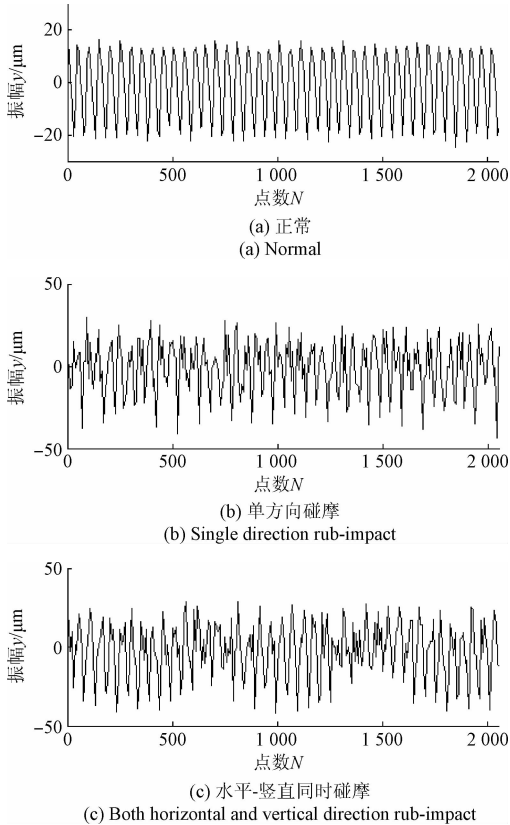 20
0
−20
振幅y/μm
0 500 1 000 1 500 2 000
点数N
(a) 正常
(a) Normal
50
0
−50
振幅y/μm
0 500 1 000 1 500 2 000
点数N
(b) 单方向碰摩
(b) Single direction rub-impact
50
0
−50
振幅y/μm
0 500 1 000 1 500 2 000
点数N
(c) 水平-竖直同时碰摩
(c) Both horizontal and vertical direction rub-impact